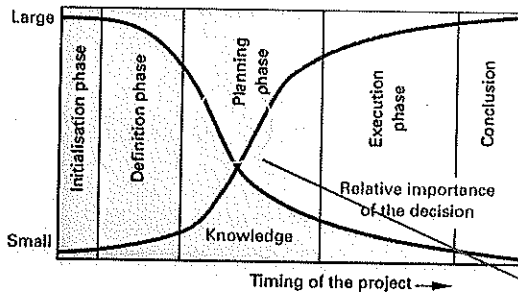 Large
Small
Initialisation phase
Definition phase
Planning
phase
Execution
phase
Conclusion
Relative importance
of the decision
Knowledge
Timing of the project